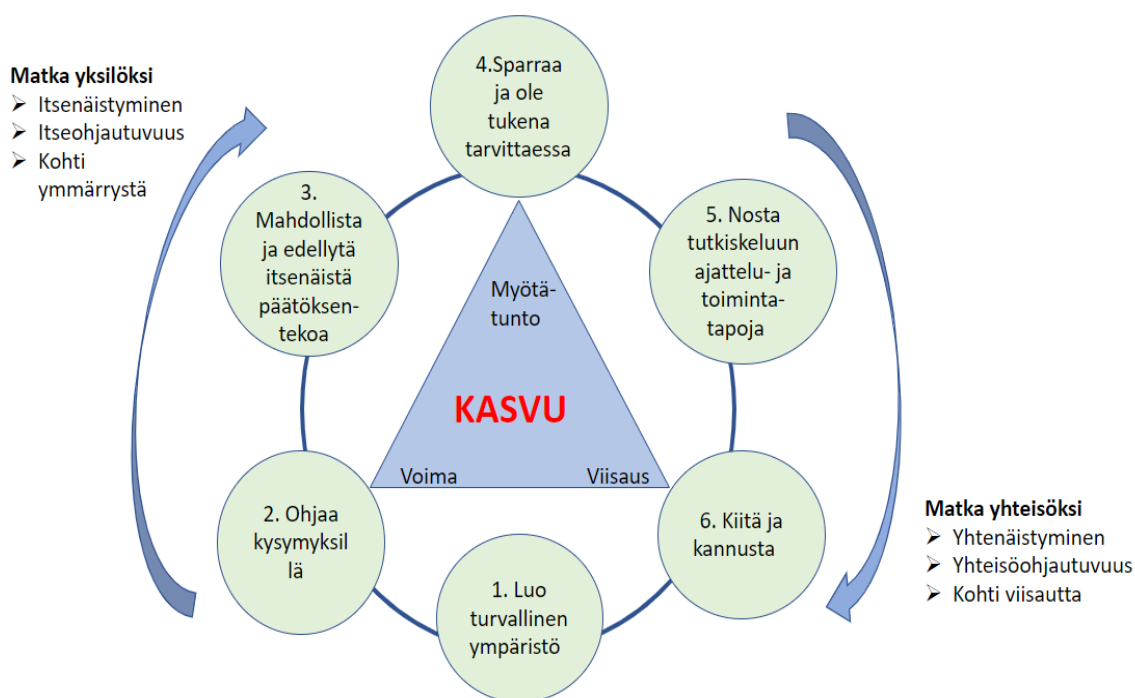 Matka yksilöksi
➢ Itsenäistyminen
➢ Itseohjautuvuus
➢ Kohti
ymmärrystä
4.Sparraa
ja ole
tukena
tarvittaessa
3.
Mahdollista
ja edellytä
itsenäistä
päätöksen-
tekoa
5. Nosta
tutkiskeluun
ajattelu- ja
toiminta-
tapoja
Myötä-
tunto
KASVU
Voima
Viisaus
2. Ohjaa
kysymyksil
lä
1. Luo
turvallinen
ympäristö
6. Kiitä ja
kannusta
Matka yhteisöksi
➢ Yhtenäistyminen
➢ Yhteisöohjautuvuus
➢ Kohti viisautta